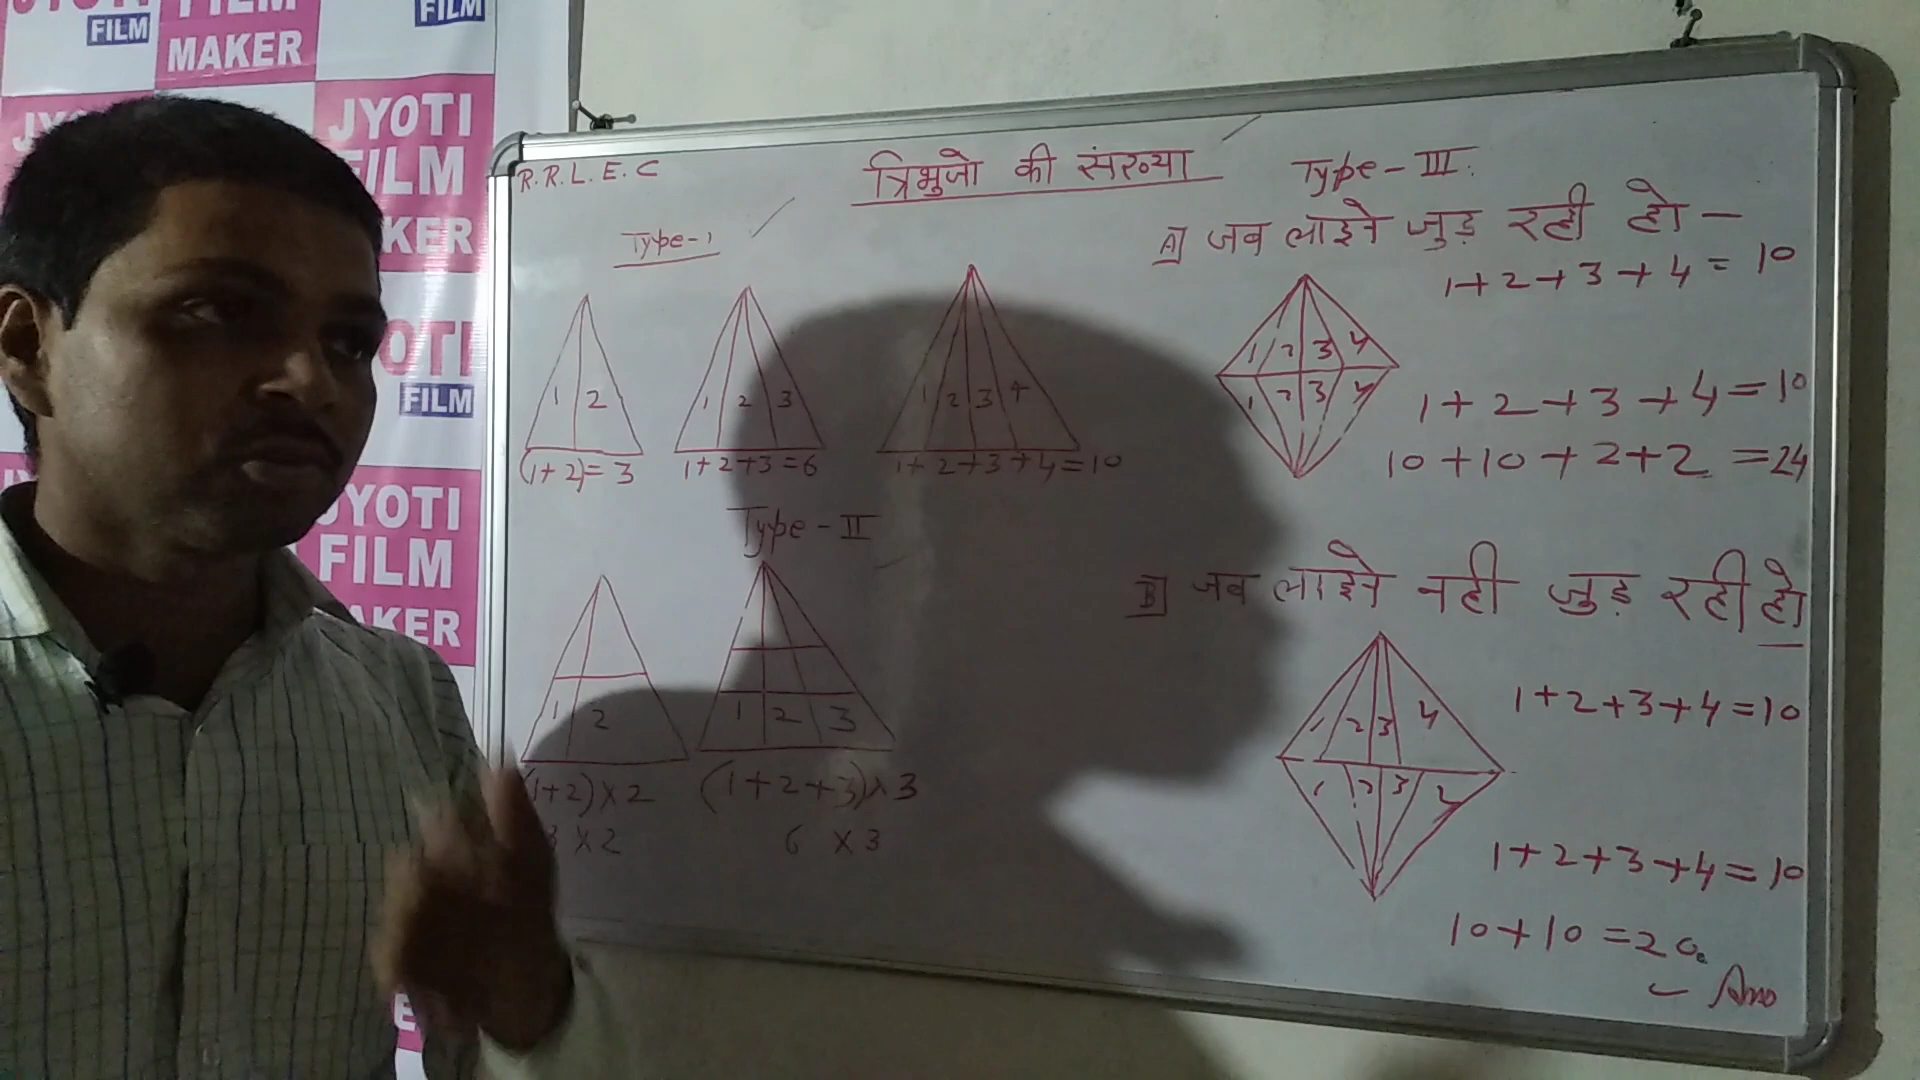 FILM
FILM
MAKER
FILM
JYOTI
FILM
MAKER
FILM
JYOTI
FILM
R.R.L.E.C
त्रिभुजो की संख्या
Type-1
1 2
1 2 3
1 2 3 4
(1+2)=3
1+2+3=6
1+2+3+4=10
Type-II
1 2
1 2 3
(1+2)×2
(1+2+3)×3
3×2
6×3
Type-III.
A] जब लाइने जुड़ रही हो-
1+2+3+4=10
1 2 3 4
1 2 3 4
1+2+3+4=10
10+10+2+2=24
B] जब लाइने नही जुड़ रही हो
1+2+3+4=10
1 2 3 4
1 2 3 4
1+2+3+4=10
10+10=20.
Ans